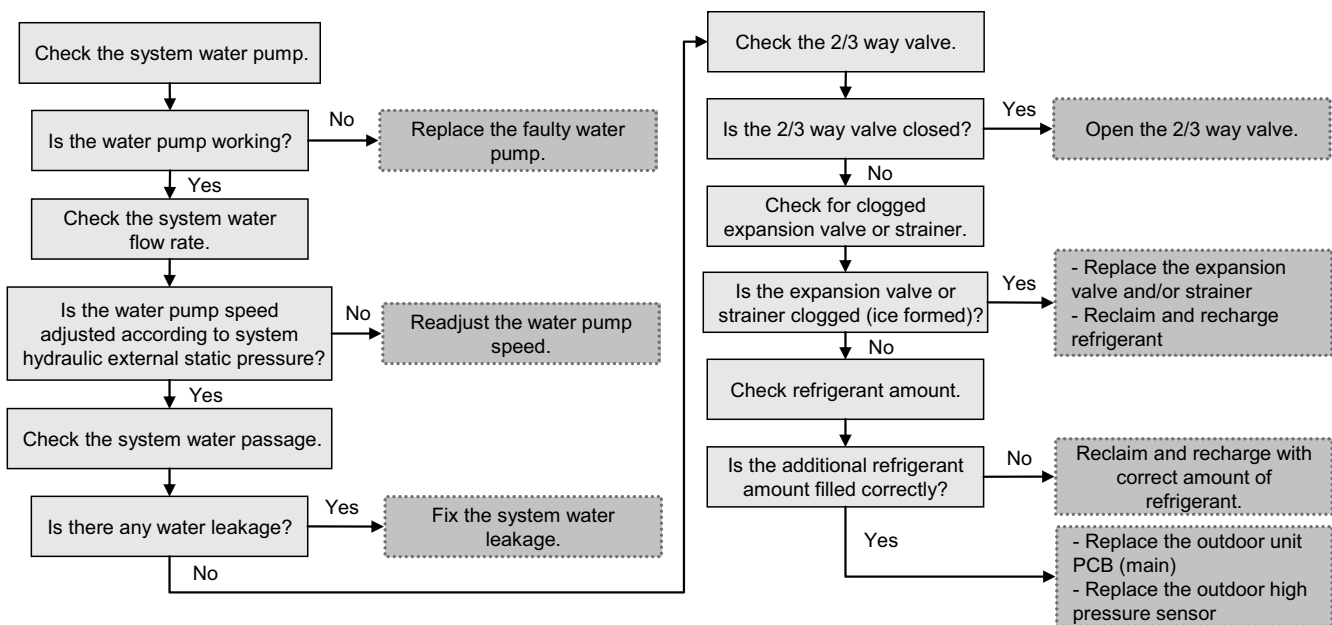 Check the system water pump.
Is the water pump working?
No
Replace the faulty water
pump.
Yes
Check the system water
flow rate.
Is the water pump speed
adjusted according to system
hydraulic external static pressure?
No
Readjust the water pump
speed.
Yes
Check the system water passage.
Is there any water leakage?
Yes
Fix the system water
leakage.
No
Check the 2/3 way valve.
Is the 2/3 way valve closed?
Yes
Open the 2/3 way valve.
No
Check for clogged
expansion valve or strainer.
Is the expansion valve or
strainer clogged (ice formed)?
Yes
- Replace the expansion
valve and/or strainer
- Reclaim and recharge
refrigerant
No
Check refrigerant amount.
Is the additional refrigerant
amount filled correctly?
No
Reclaim and recharge with
correct amount of
refrigerant.
Yes
- Replace the outdoor unit
PCB (main)
- Replace the outdoor high
pressure sensor